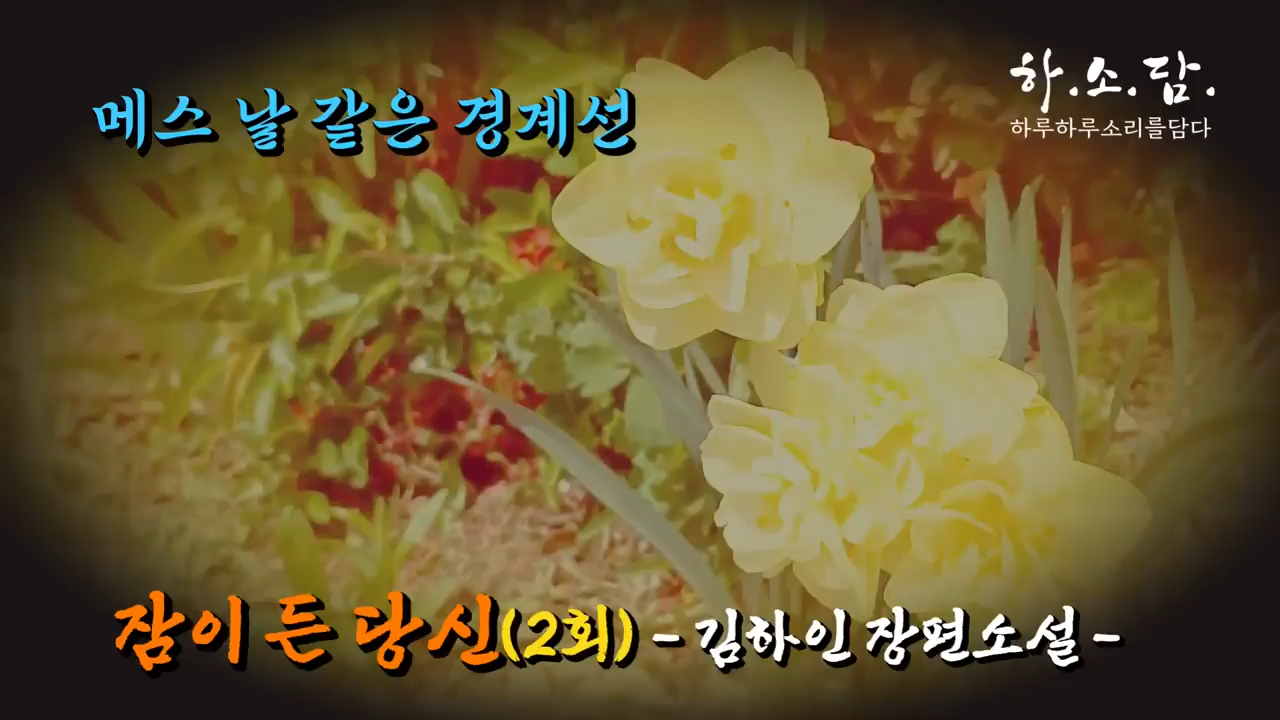 메스 날 같은 경계선
하.소.담.
하루하루소리를담다
잠이 든 당신(2회) - 김하인 장편소설 -